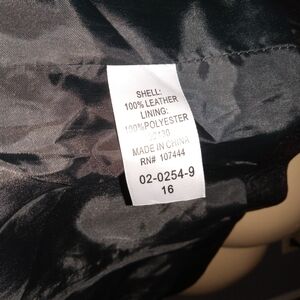 SHELL:
100% LEATHER
LINING:
100%POLYESTER
MADE IN CHINA
RN# 107444
02-0254-9
16